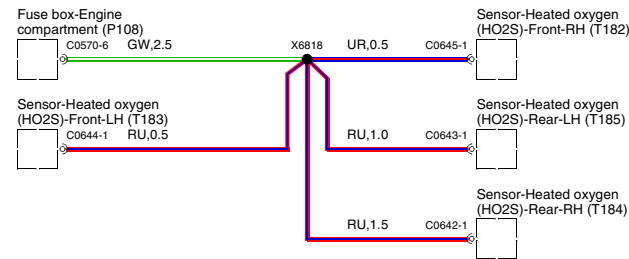 Fuse box-Engine
compartment (P108)
C0570-6 GW,2.5
X6818
UR,0.5 C0645-1
Sensor-Heated oxygen
(HO2S)-Front-RH (T182)
Sensor-Heated oxygen
(HO2S)-Front-LH (T183)
C0644-1 RU,0.5
RU,1.0 C0643-1
Sensor-Heated oxygen
(HO2S)-Rear-LH (T185)
RU,1.5 C0642-1
Sensor-Heated oxygen
(HO2S)-Rear-RH (T184)